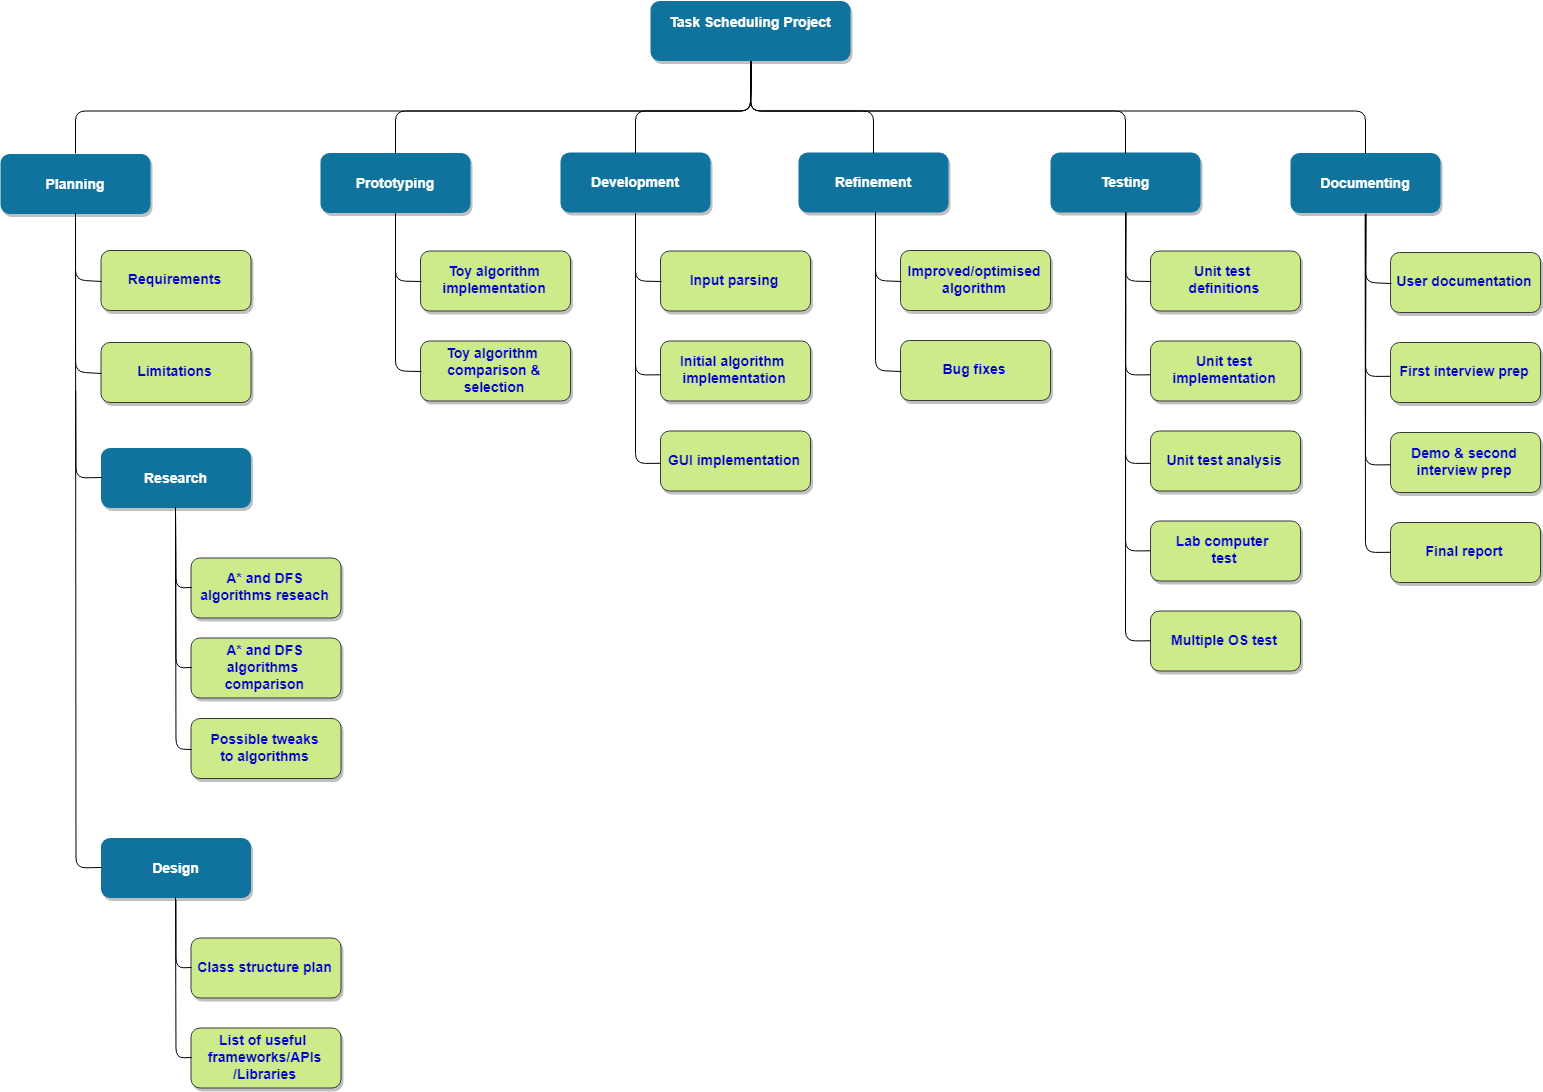 Task Scheduling Project
Planning
Prototyping
Development
Refinement
Testing
Documenting
Requirements
Limitations
Research
A* and DFS
algorithms reseach
A* and DFS
algorithms
comparison
Possible tweaks
to algorithms
Design
Class structure plan
List of useful
frameworks/APIs
/Libraries
Toy algorithm
implementation
Toy algorithm
comparison &
selection
Input parsing
Initial algorithm
implementation
GUI implementation
Improved/optimised
algorithm
Bug fixes
Unit test
definitions
Unit test
implementation
Unit test analysis
Lab computer
test
Multiple OS test
User documentation
First interview prep
Demo & second
interview prep
Final report